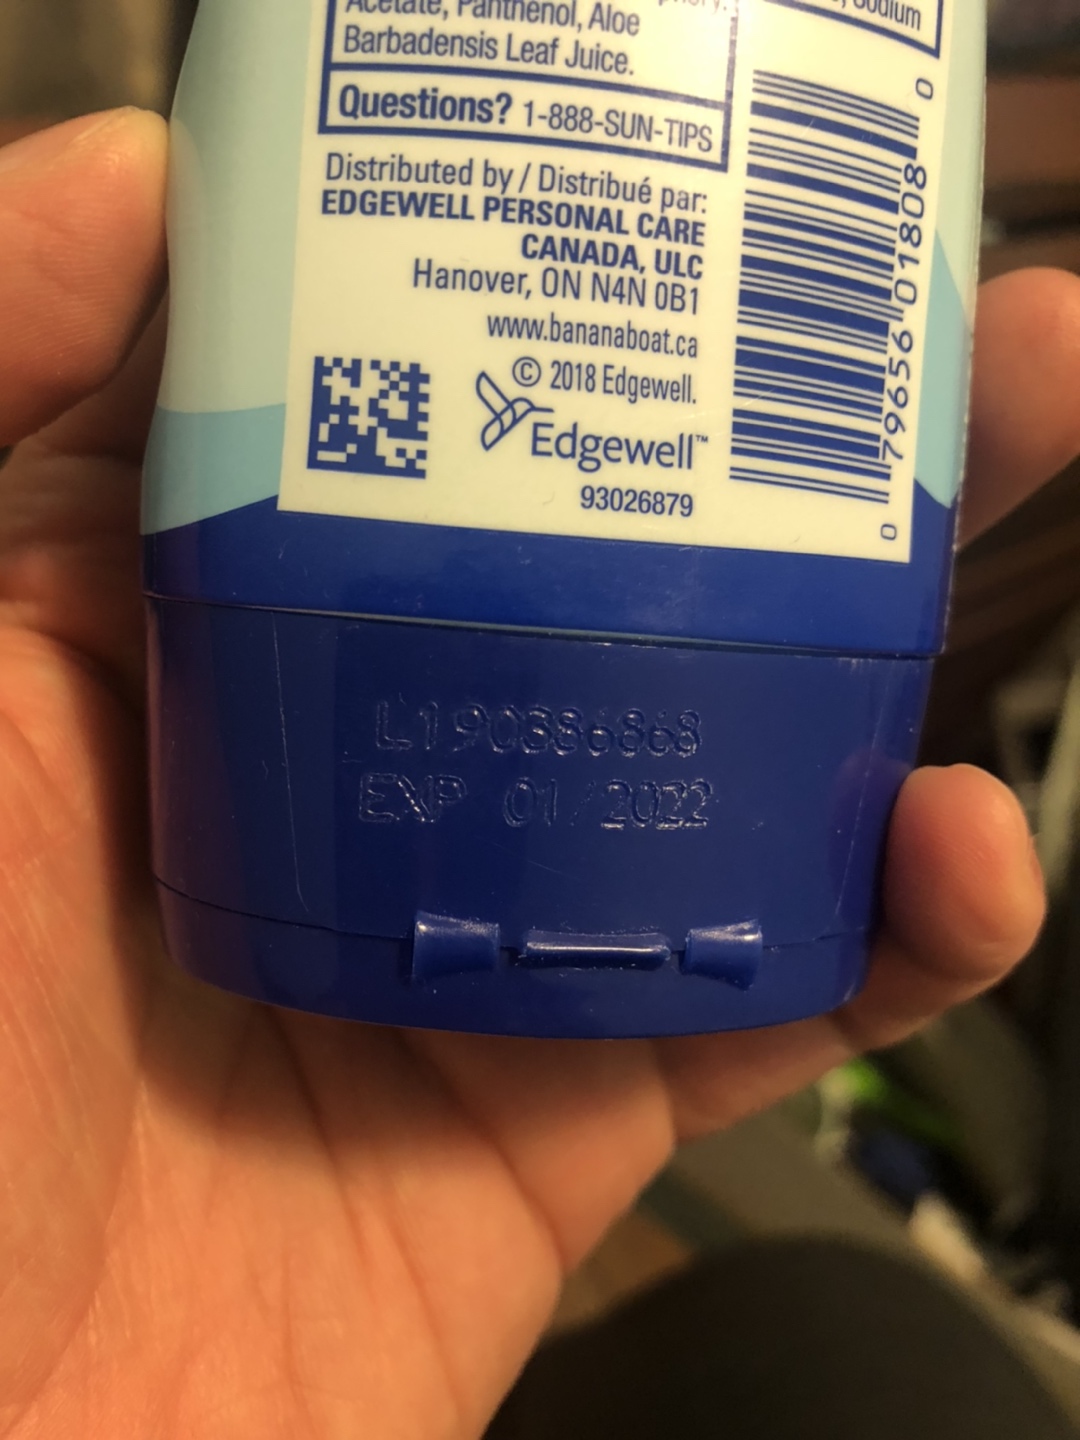 Acetate, Panthenol, Aloe
Barbadensis Leaf Juice.
Questions? 1-888-SUN-TIPS
Distributed by / Distribué par:
EDGEWELL PERSONAL CARE
CANADA, ULC
Hanover, ON N4N 0B1
www.bananaboat.ca
© 2018 Edgewell.
Edgewell™
93026879
Sodium
0 79656 01808 0
L190386868
EXP 01/2022